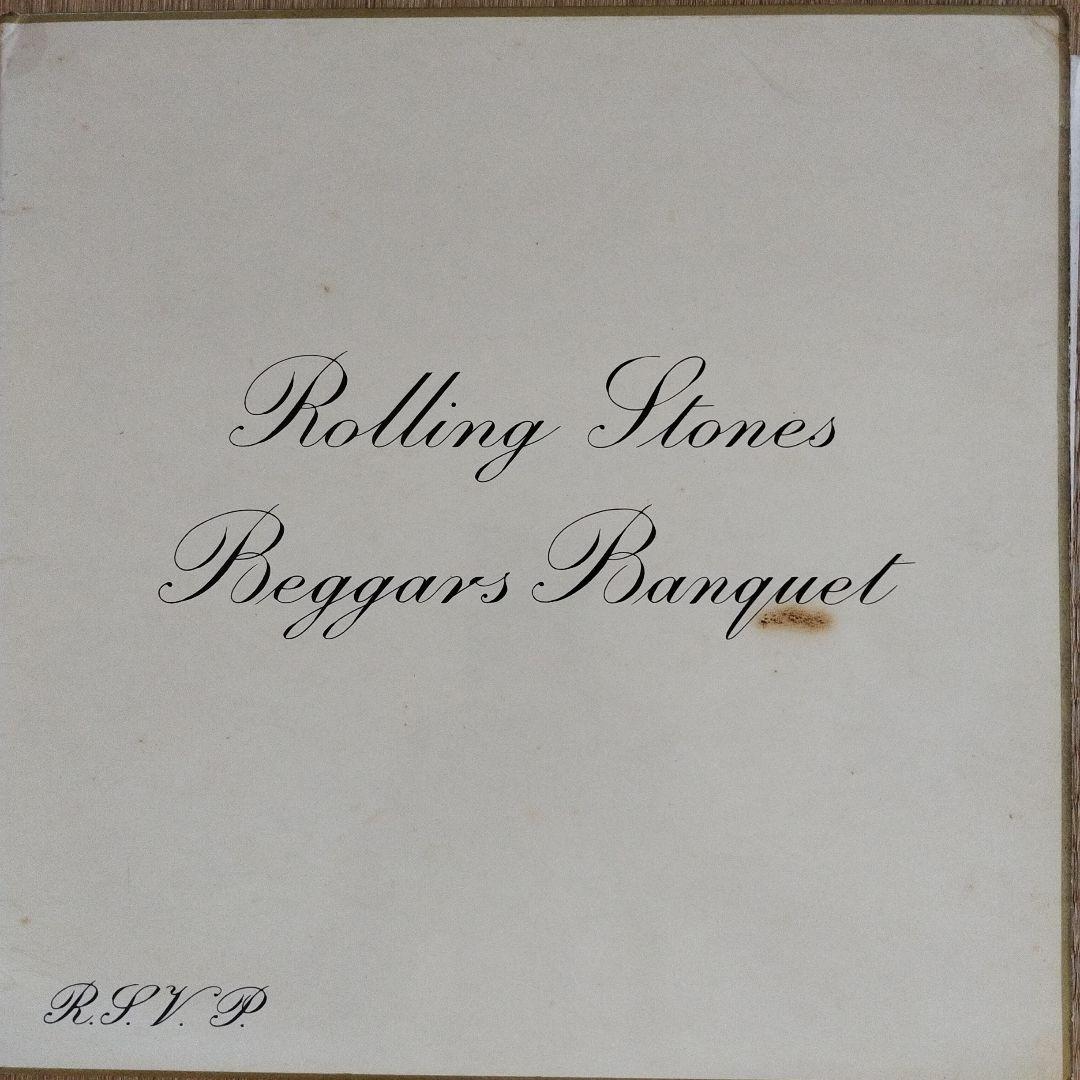 Rolling Stones
Beggars Banquet
R.S.V.P.